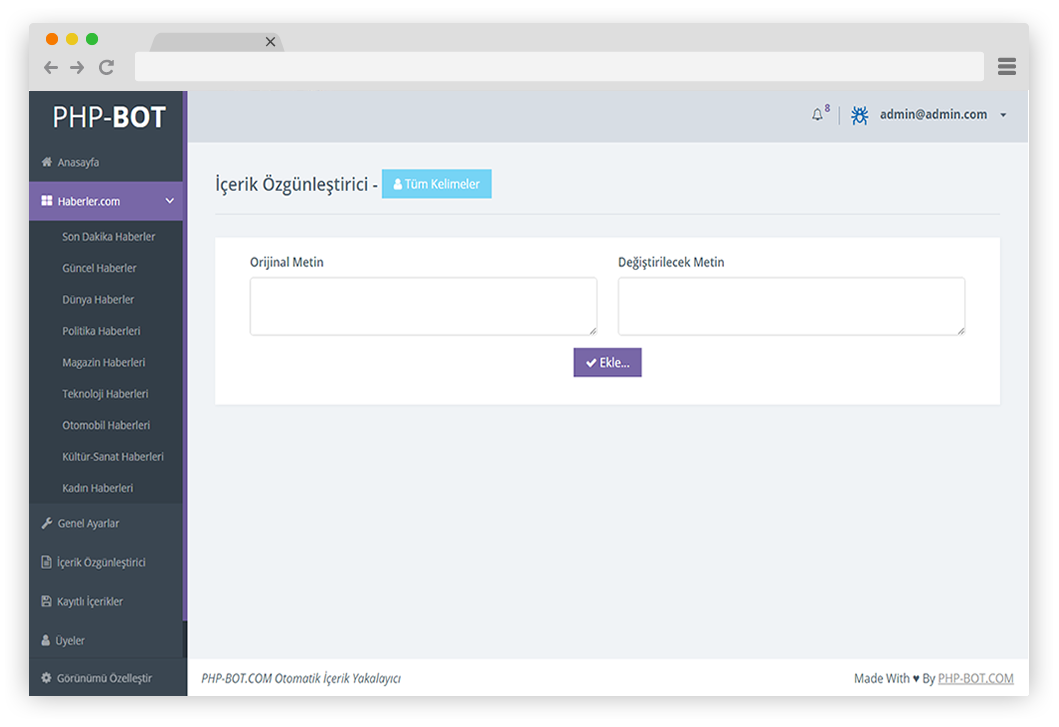 PHP-BOT
8
admin@admin.com
Anasayfa
Haberler.com
Son Dakika Haberler
Güncel Haberler
Dünya Haberler
Politika Haberleri
Magazin Haberleri
Teknoloji Haberleri
Otomobil Haberleri
Kültür-Sanat Haberleri
Kadın Haberleri
Genel Ayarlar
İçerik Özgünleştirici
Kayıtlı İçerikler
Üyeler
Görünümü Özelleştir
İçerik Özgünleştirici - Tüm Kelimeler
Orijinal Metin
Değiştirilecek Metin
Ekle...
PHP-BOT.COM Otomatik İçerik Yakalayıcı
Made With ♥ By PHP-BOT.COM